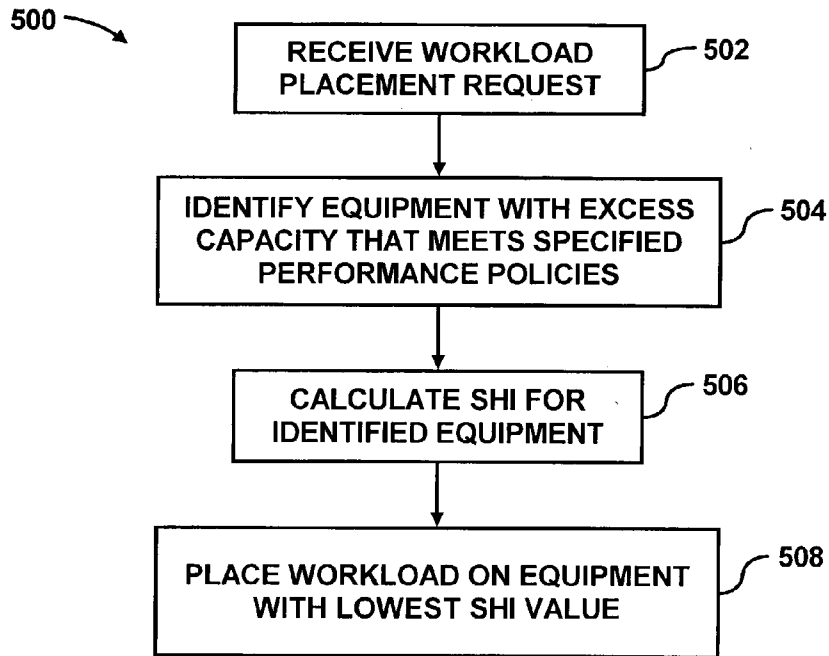 500
RECEIVE WORKLOAD
PLACEMENT REQUEST
502
IDENTIFY EQUIPMENT WITH EXCESS
CAPACITY THAT MEETS SPECIFIED
PERFORMANCE POLICIES
504
CALCULATE SHI FOR
IDENTIFIED EQUIPMENT
506
PLACE WORKLOAD ON EQUIPMENT
WITH LOWEST SHI VALUE
508